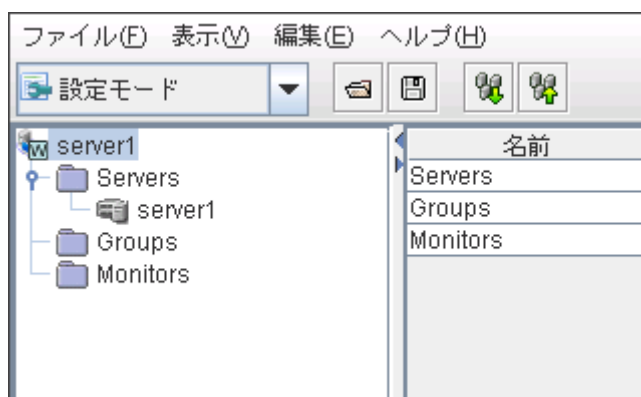 ファイル(F) 表示(V) 編集(E) ヘルプ(H)
設定モード
server1
Servers
server1
Groups
Monitors
名前
Servers
Groups
Monitors